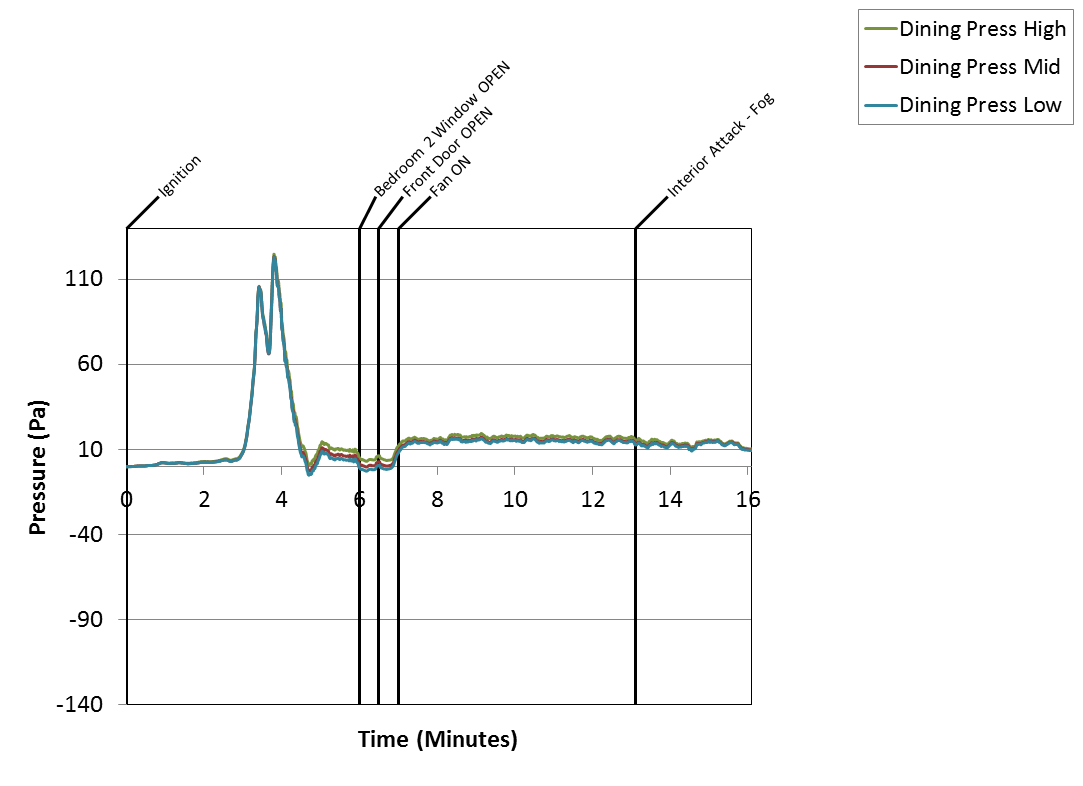 Dining Press High
Dining Press Mid
Dining Press Low
Ignition
Bedroom 2 Window OPEN
Front Door OPEN
Fan ON
Interior Attack - Fog
Pressure (Pa)
110
60
10
-40
-90
-140
0 2 4 6 8 10 12 14 16
Time (Minutes)